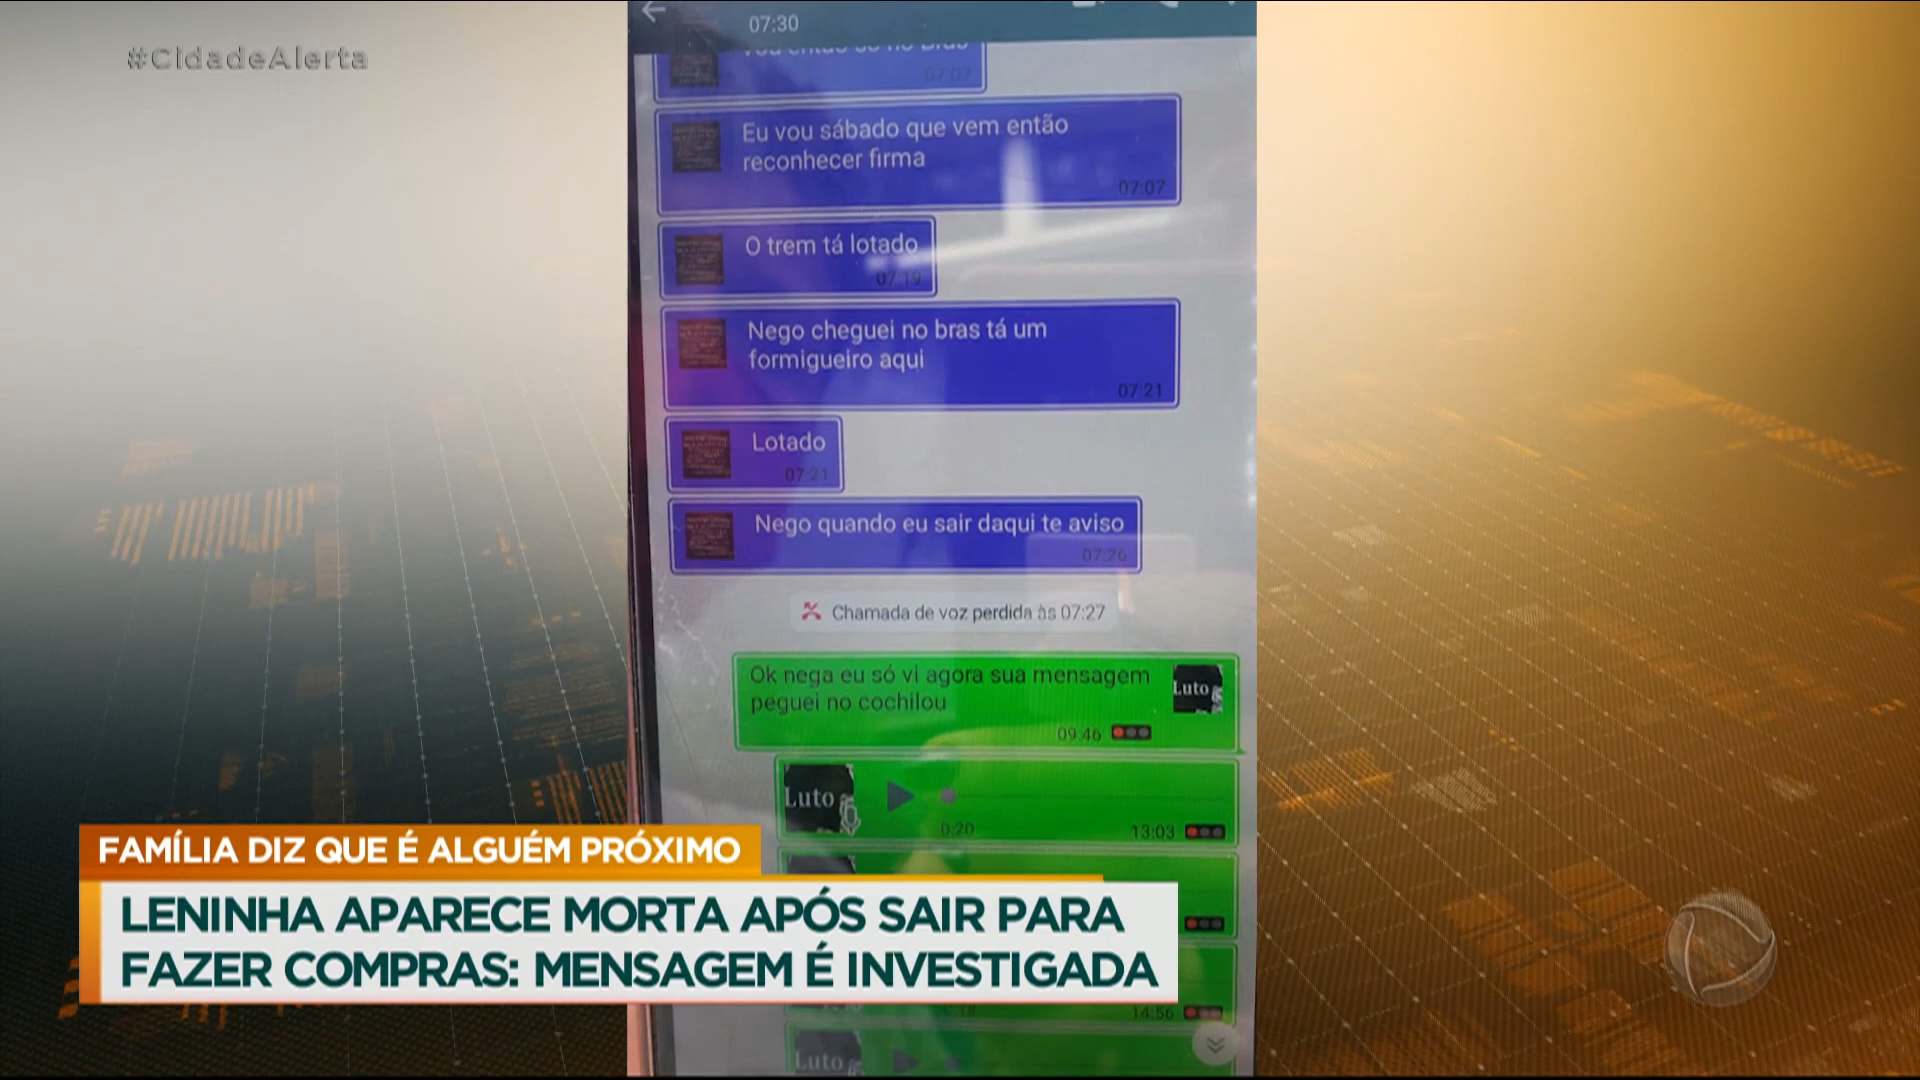 #CidadeAlerta
07:30
07:07
Eu vou sábado que vem então
reconhecer firma
07:07
O trem tá lotado
07:19
Nego cheguei no bras tá um
formigueiro aqui
07:21
Lotado
07:21
Nego quando eu sair daqui te aviso
07:26
Chamada de voz perdida às 07:27
Ok nega eu só vi agora sua mensagem
peguei no cochilou
Luto
09:46
Luto
0:20
13:03
FAMÍLIA DIZ QUE É ALGUÉM PRÓXIMO
LENINHA APARECE MORTA APÓS SAIR PARA
FAZER COMPRAS: MENSAGEM É INVESTIGADA
14:56
Luto